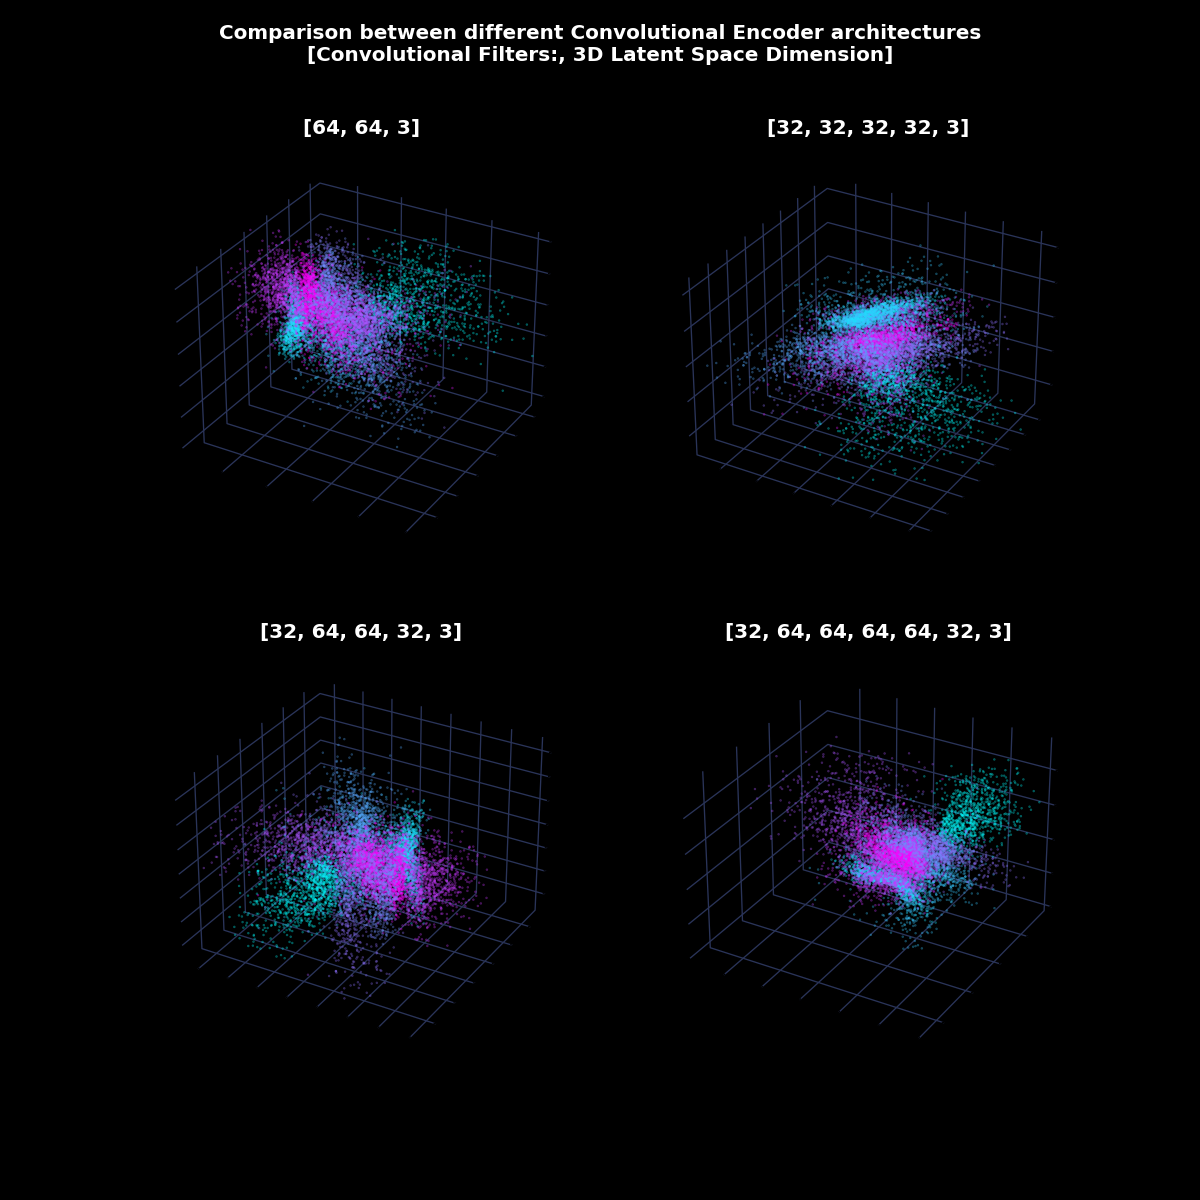 Comparison between different Convolutional Encoder architectures
[Convolutional Filters:, 3D Latent Space Dimension]
[64, 64, 3]
[32, 32, 32, 32, 3]
[32, 64, 64, 32, 3]
[32, 64, 64, 64, 64, 32, 3]